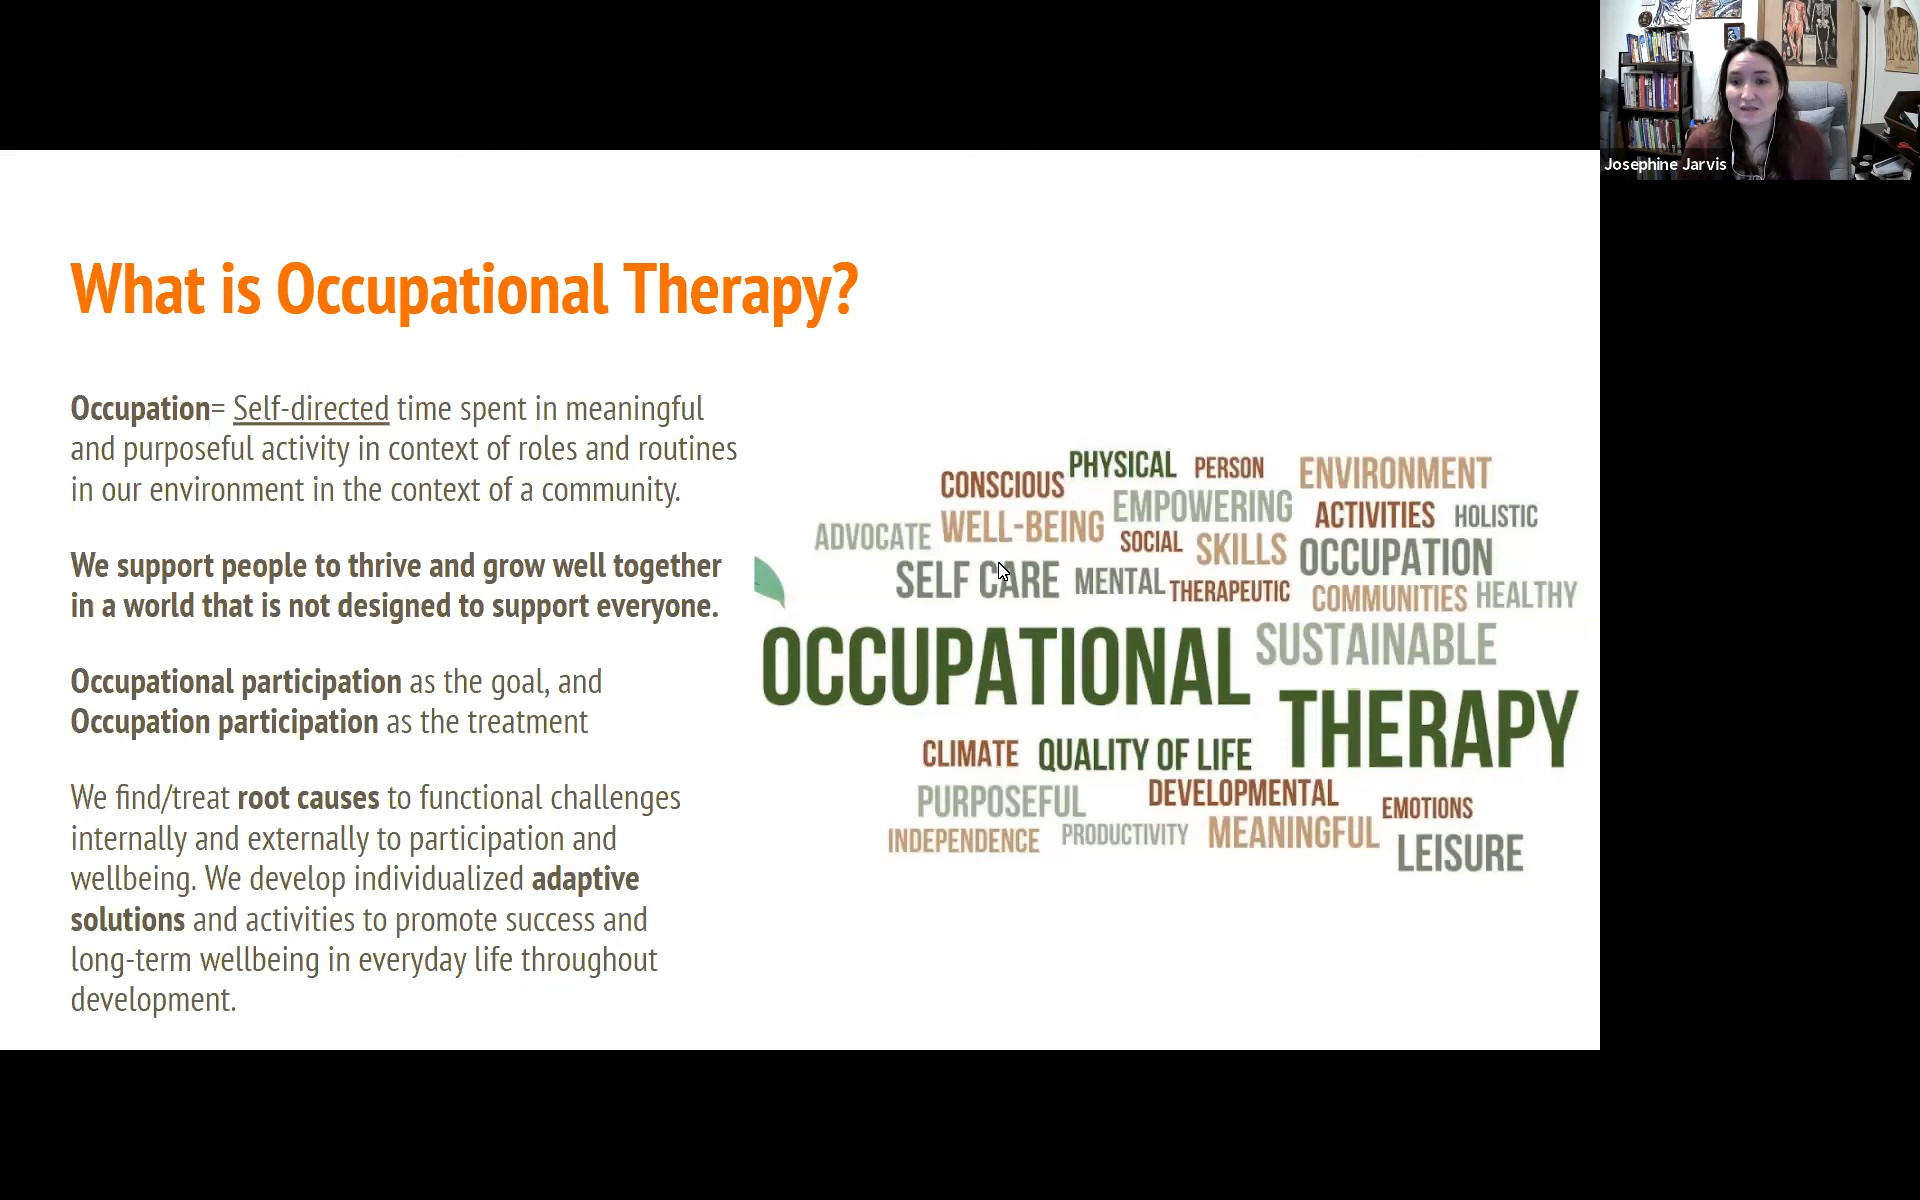 Josephine Jarvis
What is Occupational Therapy?
Occupation= Self-directed time spent in meaningful
and purposeful activity in context of roles and routines
in our environment in the context of a community.
We support people to thrive and grow well together
in a world that is not designed to support everyone.
Occupational participation as the goal, and
Occupation participation as the treatment
We find/treat root causes to functional challenges
internally and externally to participation and
wellbeing. We develop individualized adaptive
solutions and activities to promote success and
long-term wellbeing in everyday life throughout
development.
CONSCIOUS PHYSICAL PERSON ENVIRONMENT
ADVOCATE WELL-BEING EMPOWERING ACTIVITIES HOLISTIC
SOCIAL SKILLS OCCUPATION
SELF CARE MENTAL THERAPEUTIC COMMUNITIES HEALTHY
OCCUPATIONAL SUSTAINABLE
THERAPY
CLIMATE QUALITY OF LIFE
PURPOSEFUL DEVELOPMENTAL EMOTIONS
INDEPENDENCE PRODUCTIVITY MEANINGFUL LEISURE